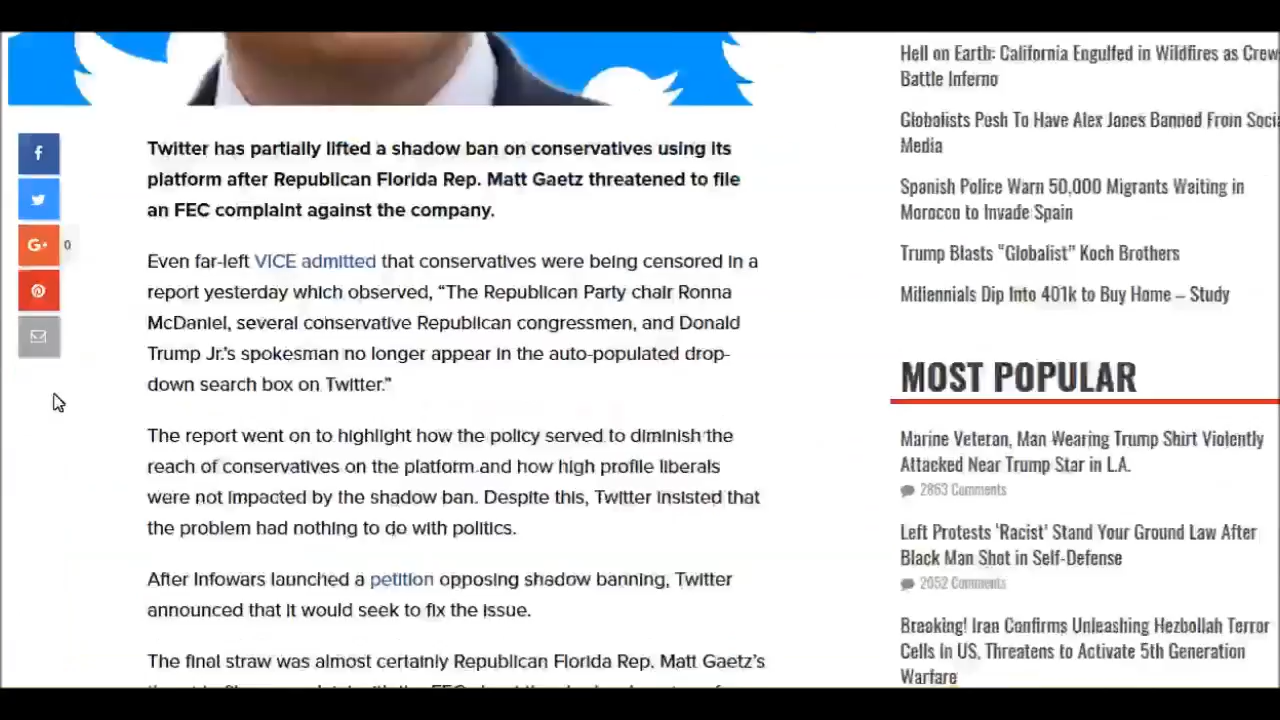 Twitter has partially lifted a shadow ban on conservatives using its
platform after Republican Florida Rep. Matt Gaetz threatened to file
an FEC complaint against the company.
0
Even far-left VICE admitted that conservatives were being censored in a
report yesterday which observed, “The Republican Party chair Ronna
McDaniel, several conservative Republican congressmen, and Donald
Trump Jr.’s spokesman no longer appear in the auto-populated drop-
down search box on Twitter.”
The report went on to highlight how the policy served to diminish the
reach of conservatives on the platform and how high profile liberals
were not impacted by the shadow ban. Despite this, Twitter insisted that
the problem had nothing to do with politics.
After Infowars launched a petition opposing shadow banning, Twitter
announced that it would seek to fix the issue.
The final straw was almost certainly Republican Florida Rep. Matt Gaetz’s
Hell on Earth: California Engulfed in Wildfires as Crew
Battle Inferno
Globalists Push To Have Alex Jones Banned From Soci
Media
Spanish Police Warn 50,000 Migrants Waiting in
Morocco to Invade Spain
Trump Blasts “Globalist” Koch Brothers
Millennials Dip Into 401k to Buy Home – Study
MOST POPULAR
Marine Veteran, Man Wearing Trump Shirt Violently
Attacked Near Trump Star in L.A.
2863 Comments
Left Protests ‘Racist’ Stand Your Ground Law After
Black Man Shot in Self-Defense
2052 Comments
Breaking! Iran Confirms Unleashing Hezbollah Terror
Cells in US, Threatens to Activate 5th Generation
Warfare